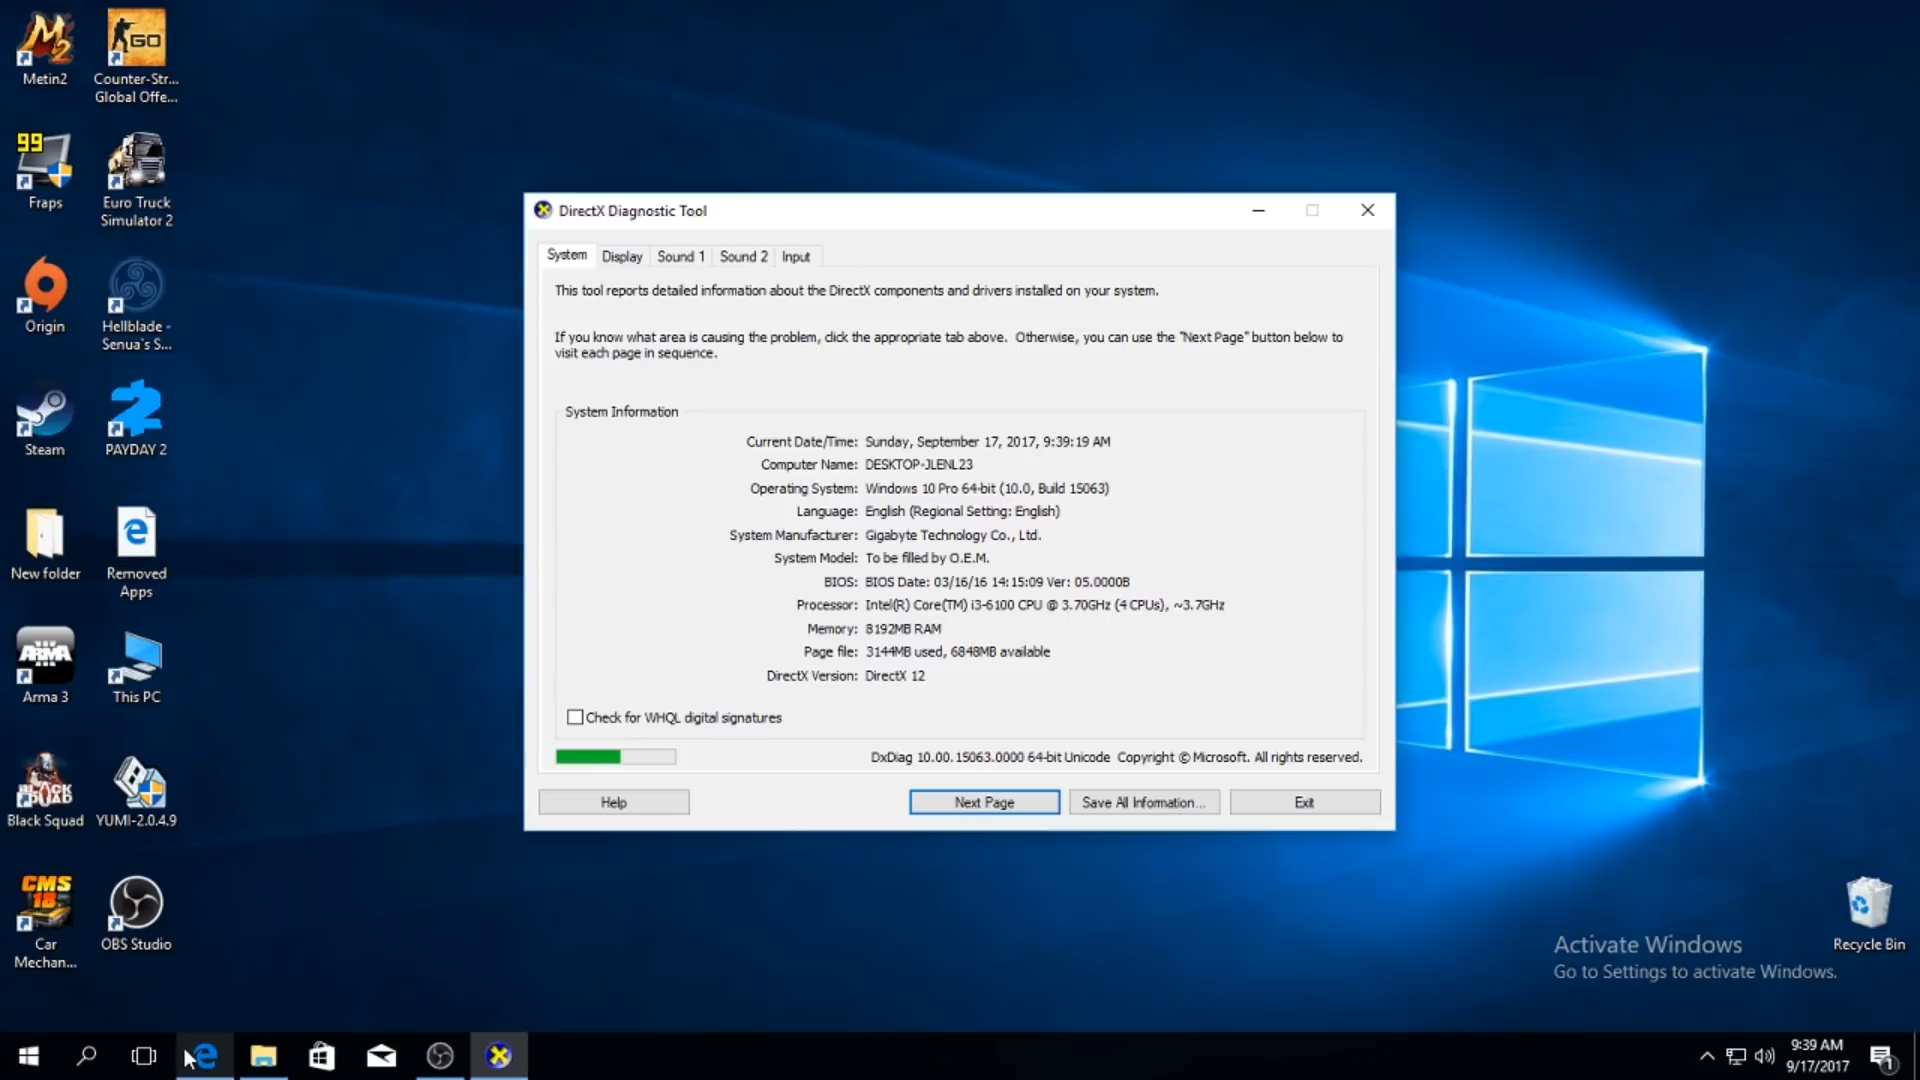 Metin2
GO
Counter-Str...
Global Offe...
99
Fraps
Euro Truck
Simulator 2
Origin
Hellblade -
Senua`s S...
Steam
PAYDAY 2
New folder
Removed
Apps
ARMA
Arma 3
This PC
BLACK
SQUAD
Black Squad
YUMI-2.0.4.9
CMS
18
Car
Mechan...
OBS Studio
DirectX Diagnostic Tool
System
Display
Sound 1
Sound 2
Input
This tool reports detailed information about the DirectX components and drivers installed on your system.
If you know what area is causing the problem, click the appropriate tab above.  Otherwise, you can use the "Next Page" button below to
visit each page in sequence.
System Information
Current Date/Time: Sunday, September 17, 2017, 9:39:19 AM
Computer Name: DESKTOP-JLENL23
Operating System: Windows 10 Pro 64-bit (10.0, Build 15063)
Language: English (Regional Setting: English)
System Manufacturer: Gigabyte Technology Co., Ltd.
System Model: To be filled by O.E.M.
BIOS: BIOS Date: 03/16/16 14:15:09 Ver: 05.0000B
Processor: Intel(R) Core(TM) i3-6100 CPU @ 3.70GHz (4 CPUs), ~3.7GHz
Memory: 8192MB RAM
Page file: 3144MB used, 6848MB available
DirectX Version: DirectX 12
Check for WHQL digital signatures
DxDiag 10.00.15063.0000 64-bit Unicode  Copyright © Microsoft. All rights reserved.
Help
Next Page
Save All Information...
Exit
Activate Windows
Go to Settings to activate Windows.
Recycle Bin
9:39 AM
9/17/2017
1